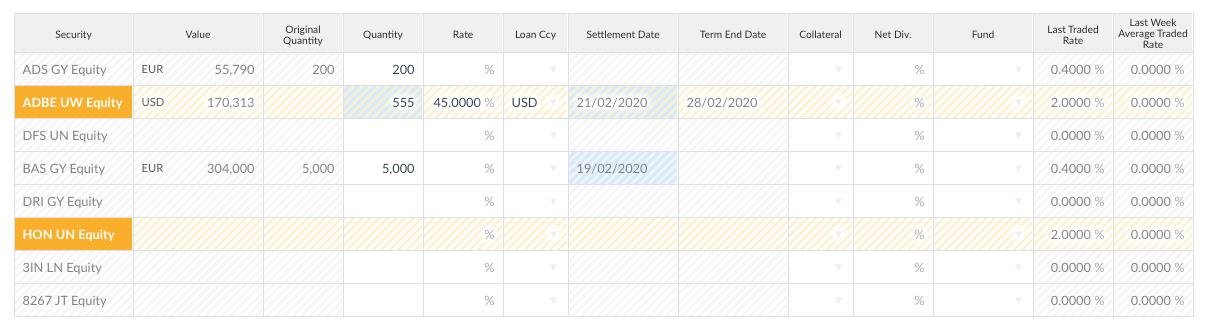 Security Value Original Quantity Quantity Rate Loan Ccy Settlement Date Term End Date Collateral Net Div. Fund Last Traded Rate Last Week Average Traded Rate
ADS GY Equity EUR 55,790 200 200 % % 0.4000 % 0.0000 %
ADBE UW Equity USD 170,313 555 45.0000 % USD 21/02/2020 28/02/2020 % 2.0000 % 0.0000 %
DFS UN Equity % % 0.0000 % 0.0000 %
BAS GY Equity EUR 304,000 5,000 5,000 % 19/02/2020 % 0.4000 % 0.0000 %
DRI GY Equity % % 0.0000 % 0.0000 %
HON UN Equity % % 2.0000 % 0.0000 %
3IN LN Equity % % 0.0000 % 0.0000 %
8267 JT Equity % % 0.0000 % 0.0000 %